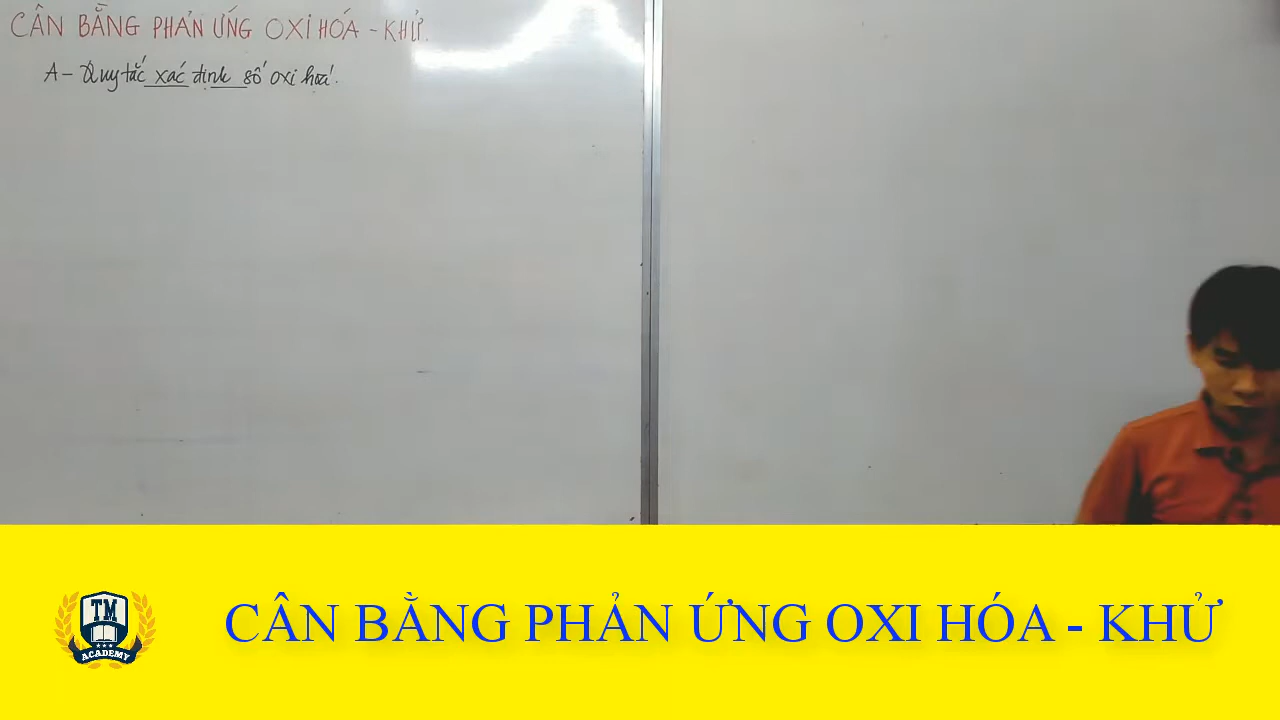 CÂN BẰNG PHẢN ỨNG OXI HÓA - KHỬ.
A - Quy tắc xác định số oxi hoá.
TM
ACADEMY
CÂN BẰNG PHẢN ỨNG OXI HÓA - KHỬ